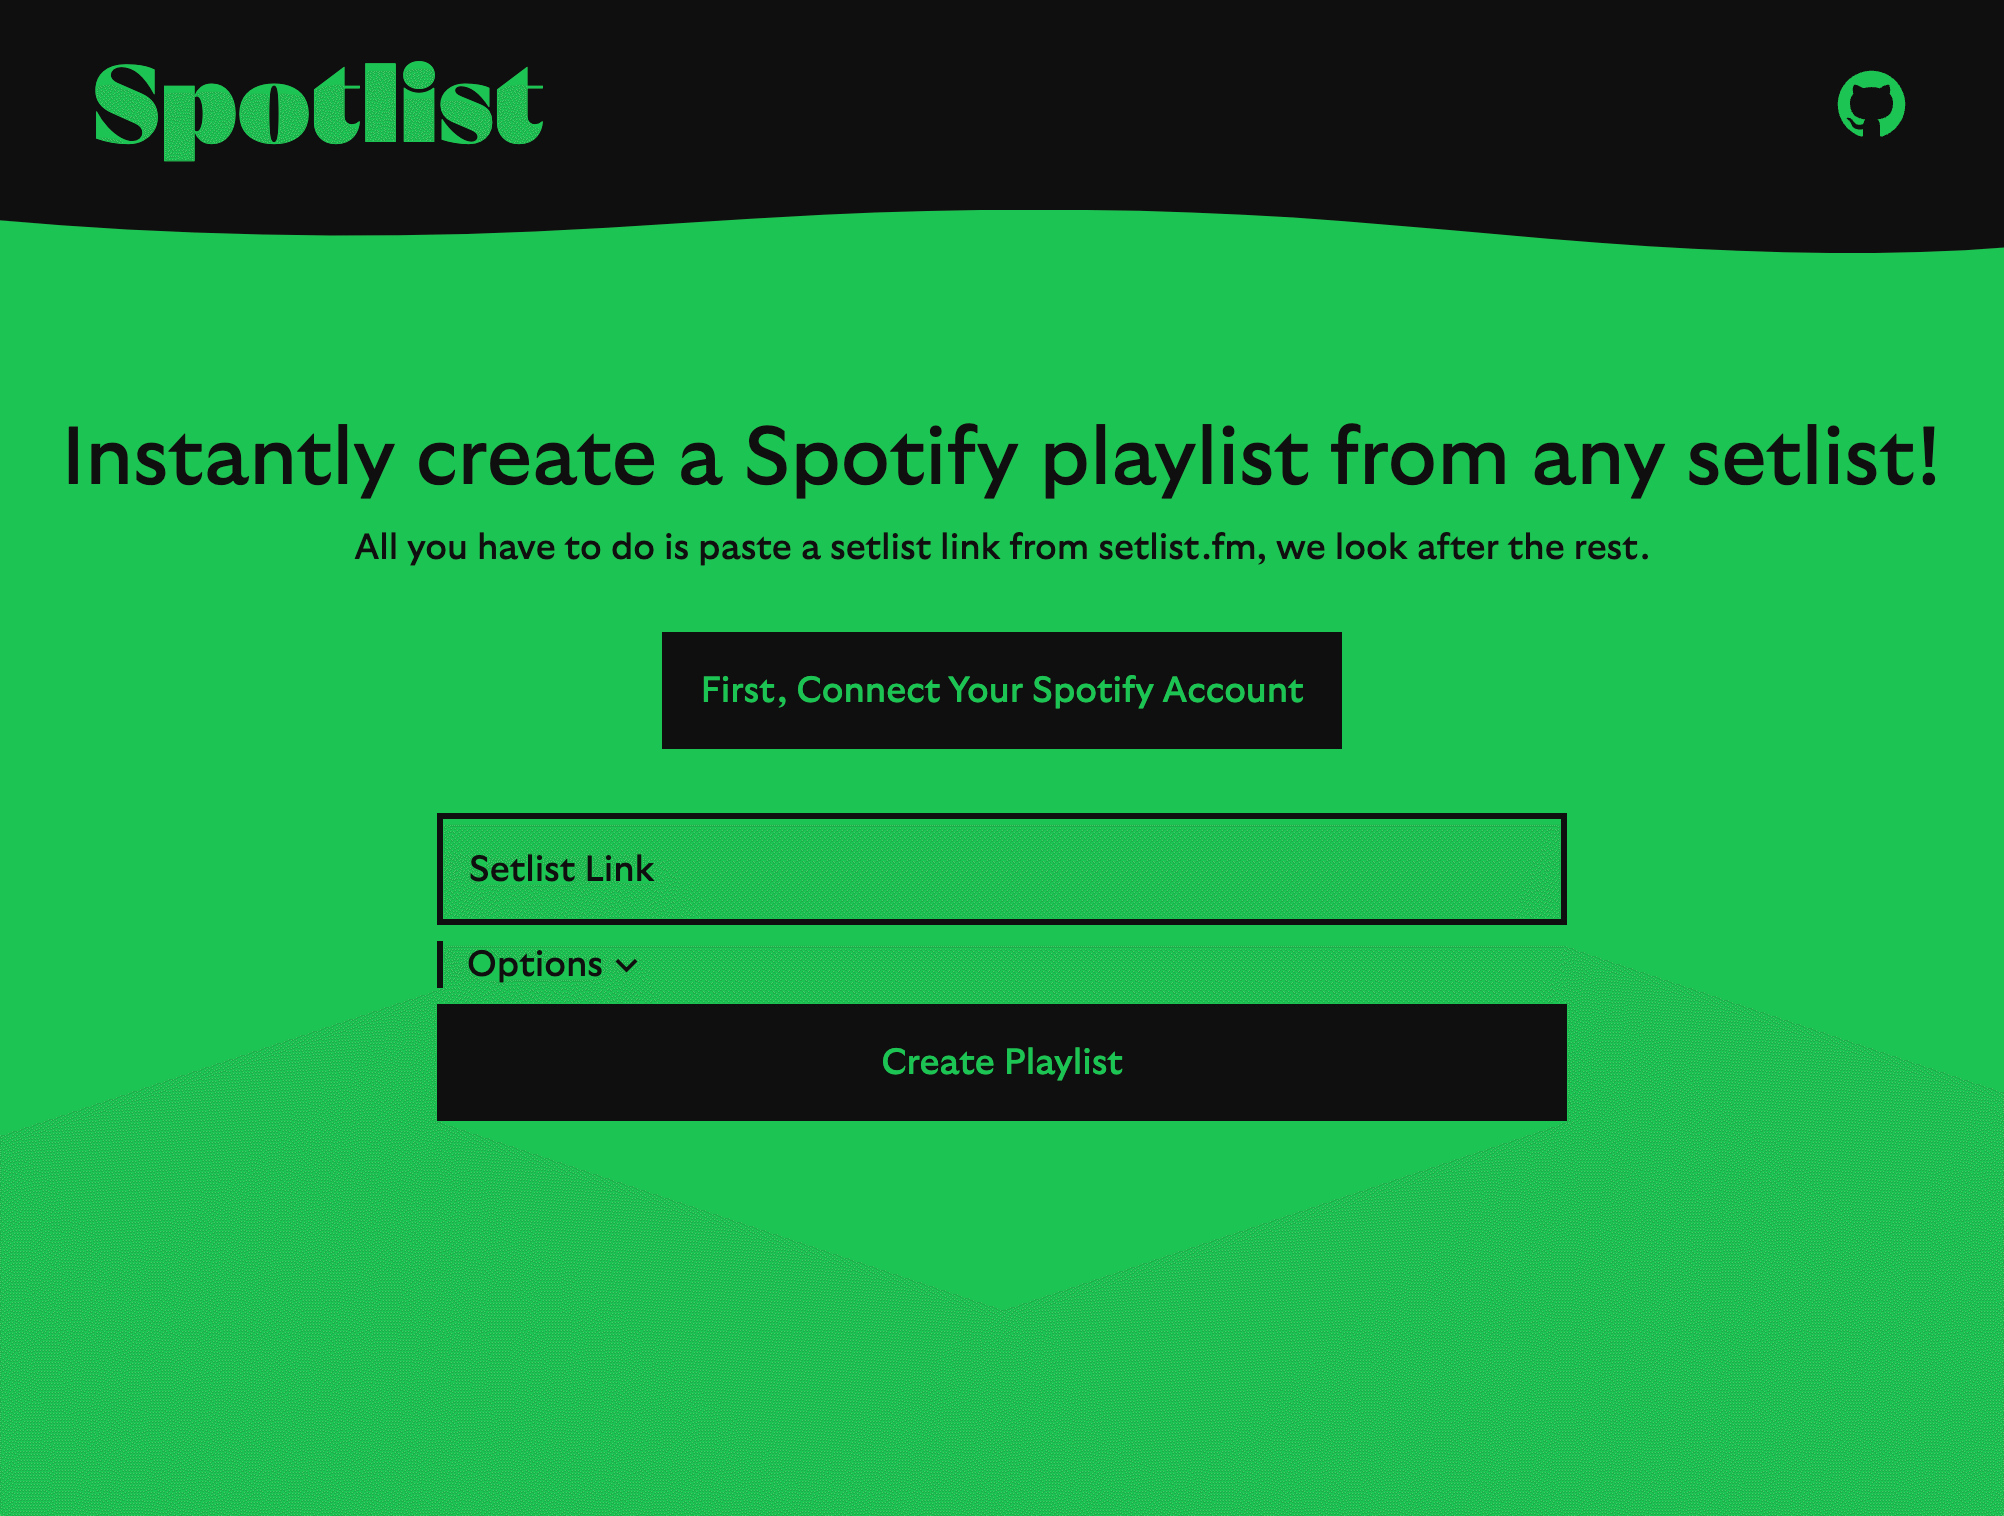 Spotlist
Instantly create a Spotify playlist from any setlist!
All you have to do is paste a setlist link from setlist.fm, we look after the rest.
First, Connect Your Spotify Account
Setlist Link
Options
Create Playlist